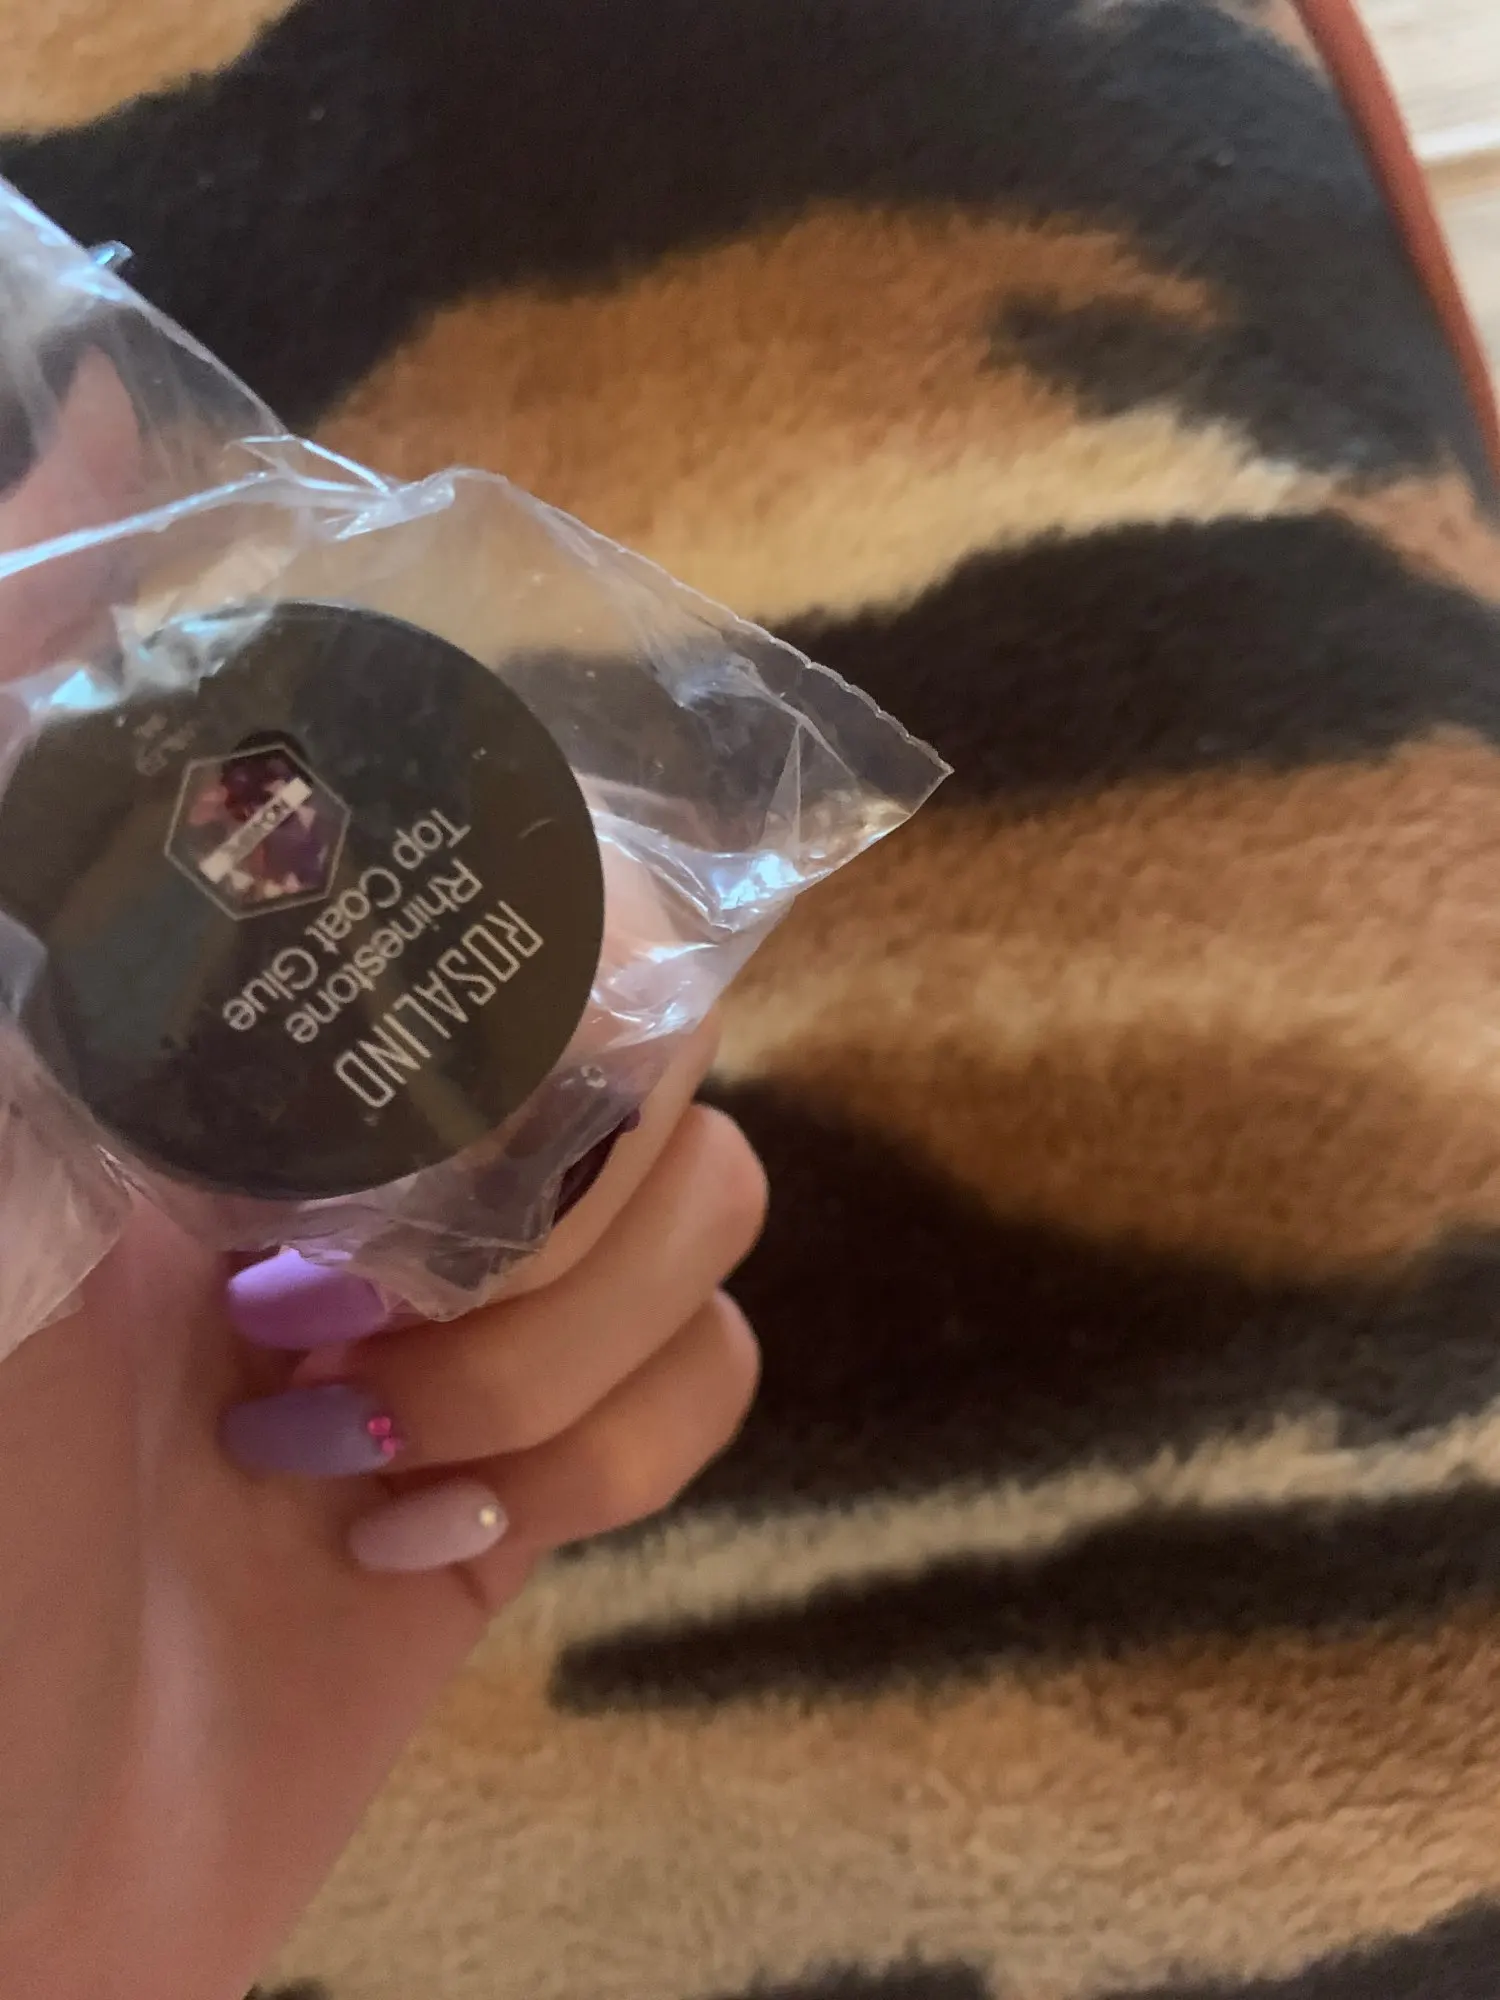 ROSALIND
Rhinestone
Top Coat Glue